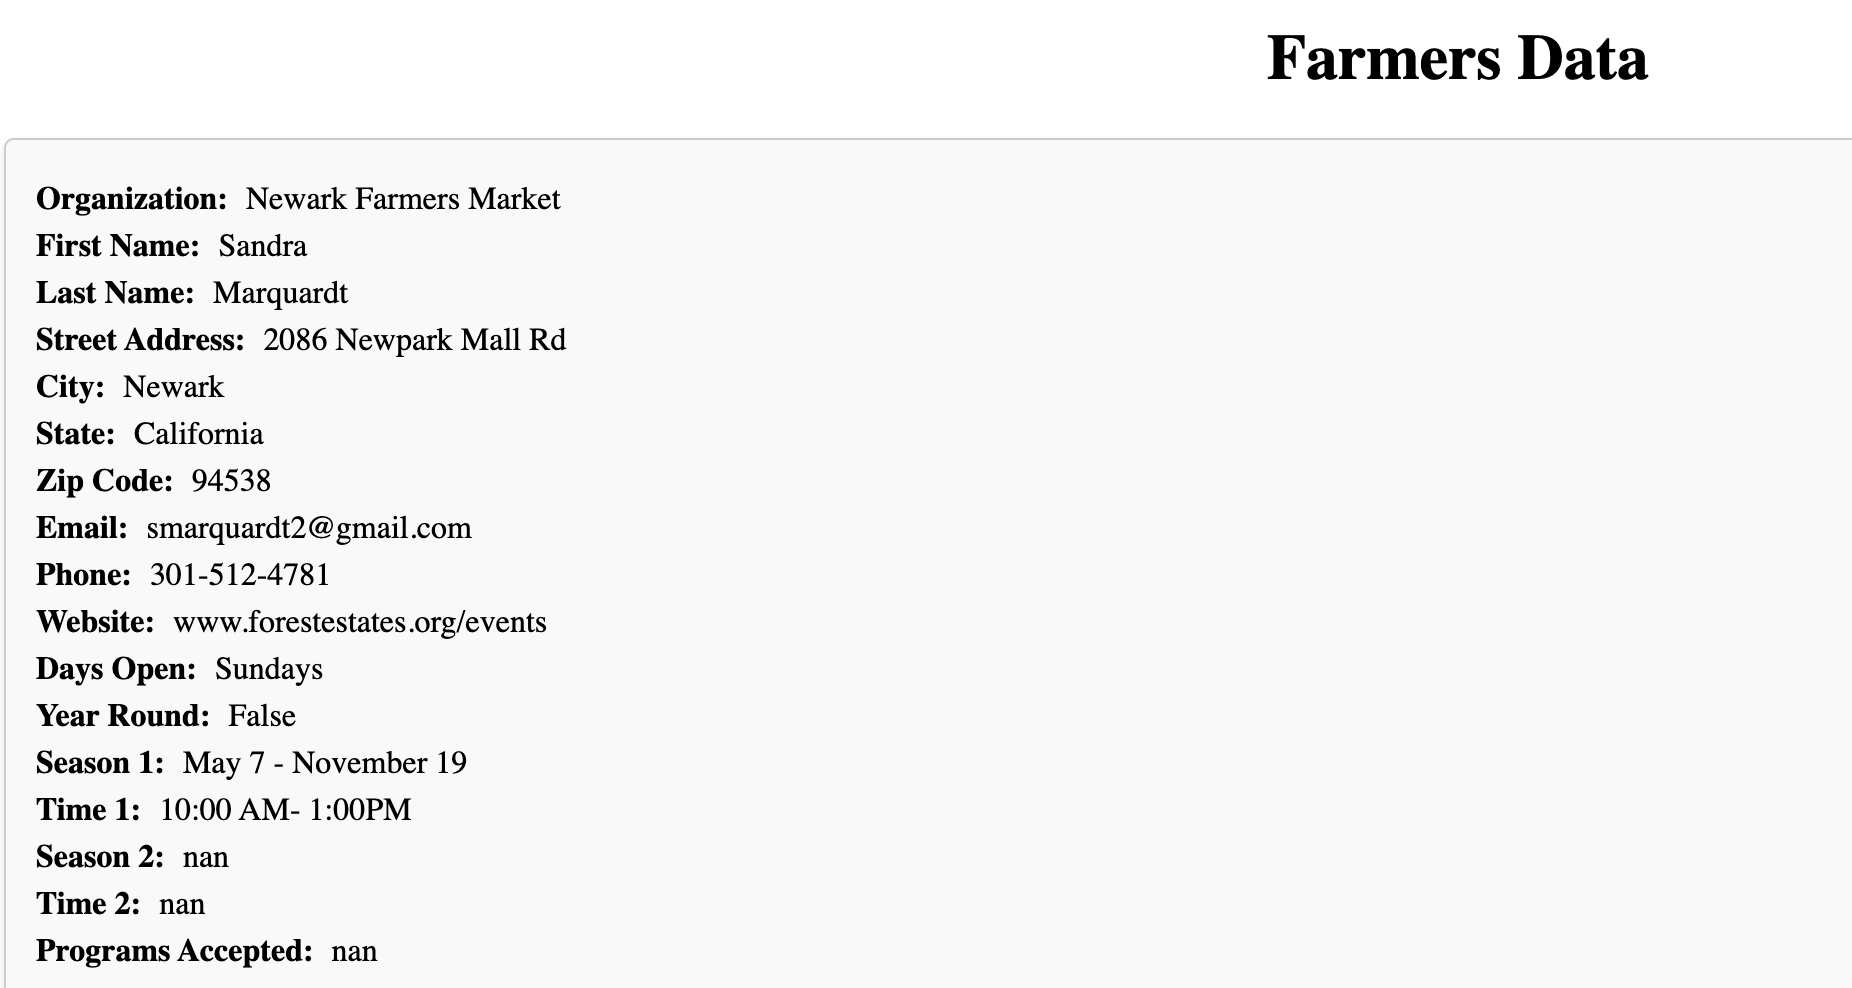 Farmers Data
Organization: Newark Farmers Market
First Name: Sandra
Last Name: Marquardt
Street Address: 2086 Newpark Mall Rd
City: Newark
State: California
Zip Code: 94538
Email: smarquardt2@gmail.com
Phone: 301-512-4781
Website: www.forestestates.org/events
Days Open: Sundays
Year Round: False
Season 1: May 7 - November 19
Time 1: 10:00 AM- 1:00PM
Season 2: nan
Time 2: nan
Programs Accepted: nan